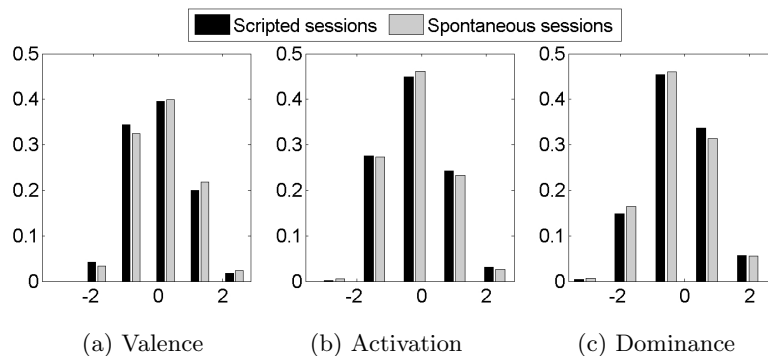 Scripted sessions Spontaneous sessions
0.5 0.5 0.5
0.4 0.4 0.4
0.3 0.3 0.3
0.2 0.2 0.2
0.1 0.1 0.1
0 0 0
-2 0 2 -2 0 2 -2 0 2
(a) Valence (b) Activation (c) Dominance